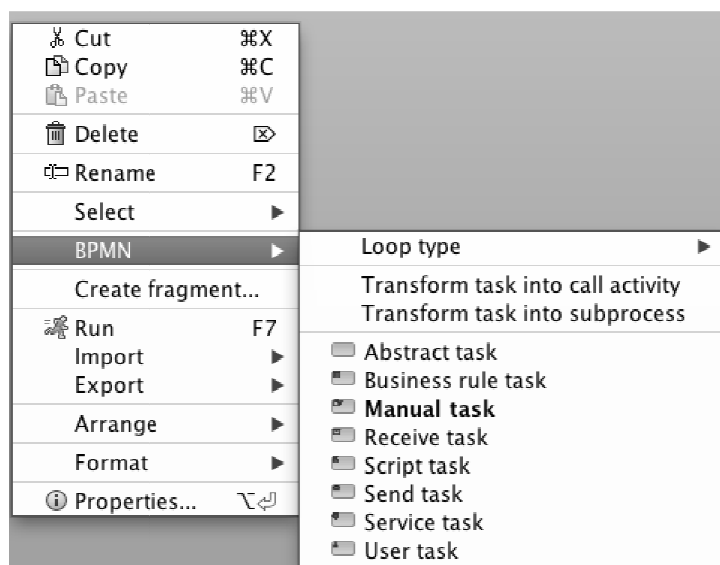 Cut ⌘X
Copy ⌘C
Paste ⌘V
Delete ⌦
Rename F2
Select ▶
BPMN ▶
Create fragment...
Run F7
Import ▶
Export ▶
Arrange ▶
Format ▶
Properties... ⌥⏎
Loop type ▶
Transform task into call activity
Transform task into subprocess
Abstract task
Business rule task
Manual task
Receive task
Script task
Send task
Service task
User task